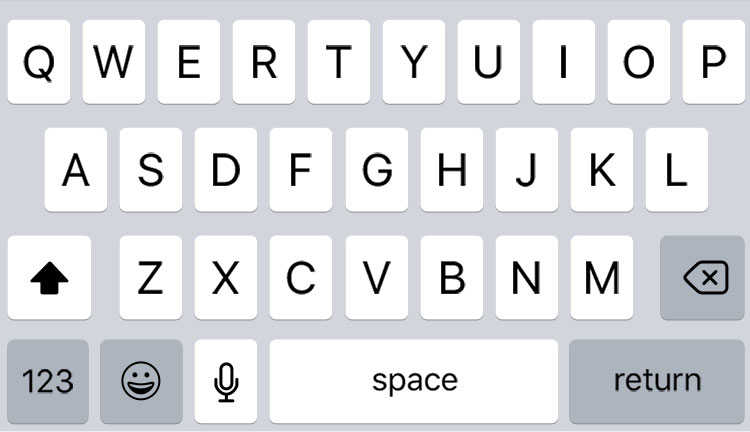 Q W E R T Y U I O P
A S D F G H J K L
Z X C V B N M
123 space return